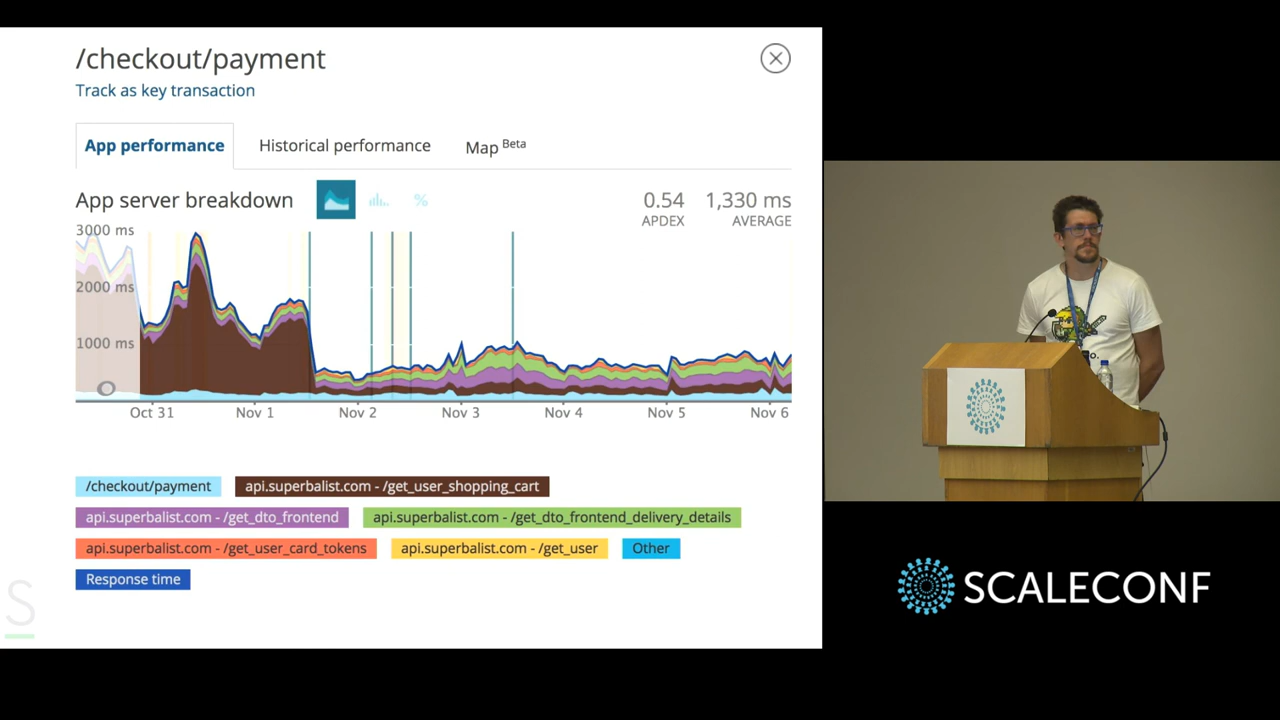 /checkout/payment
Track as key transaction
App performance Historical performance Map Beta
App server breakdown % 0.54 1,330 ms
APDEX AVERAGE
3000 ms
2000 ms
1000 ms
0
Oct 31 Nov 1 Nov 2 Nov 3 Nov 4 Nov 5 Nov 6
/checkout/payment api.superbalist.com - /get_user_shopping_cart
api.superbalist.com - /get_dto_frontend api.superbalist.com - /get_dto_frontend_delivery_details
api.superbalist.com - /get_user_card_tokens api.superbalist.com - /get_user Other
Response time
S
SCALECONF